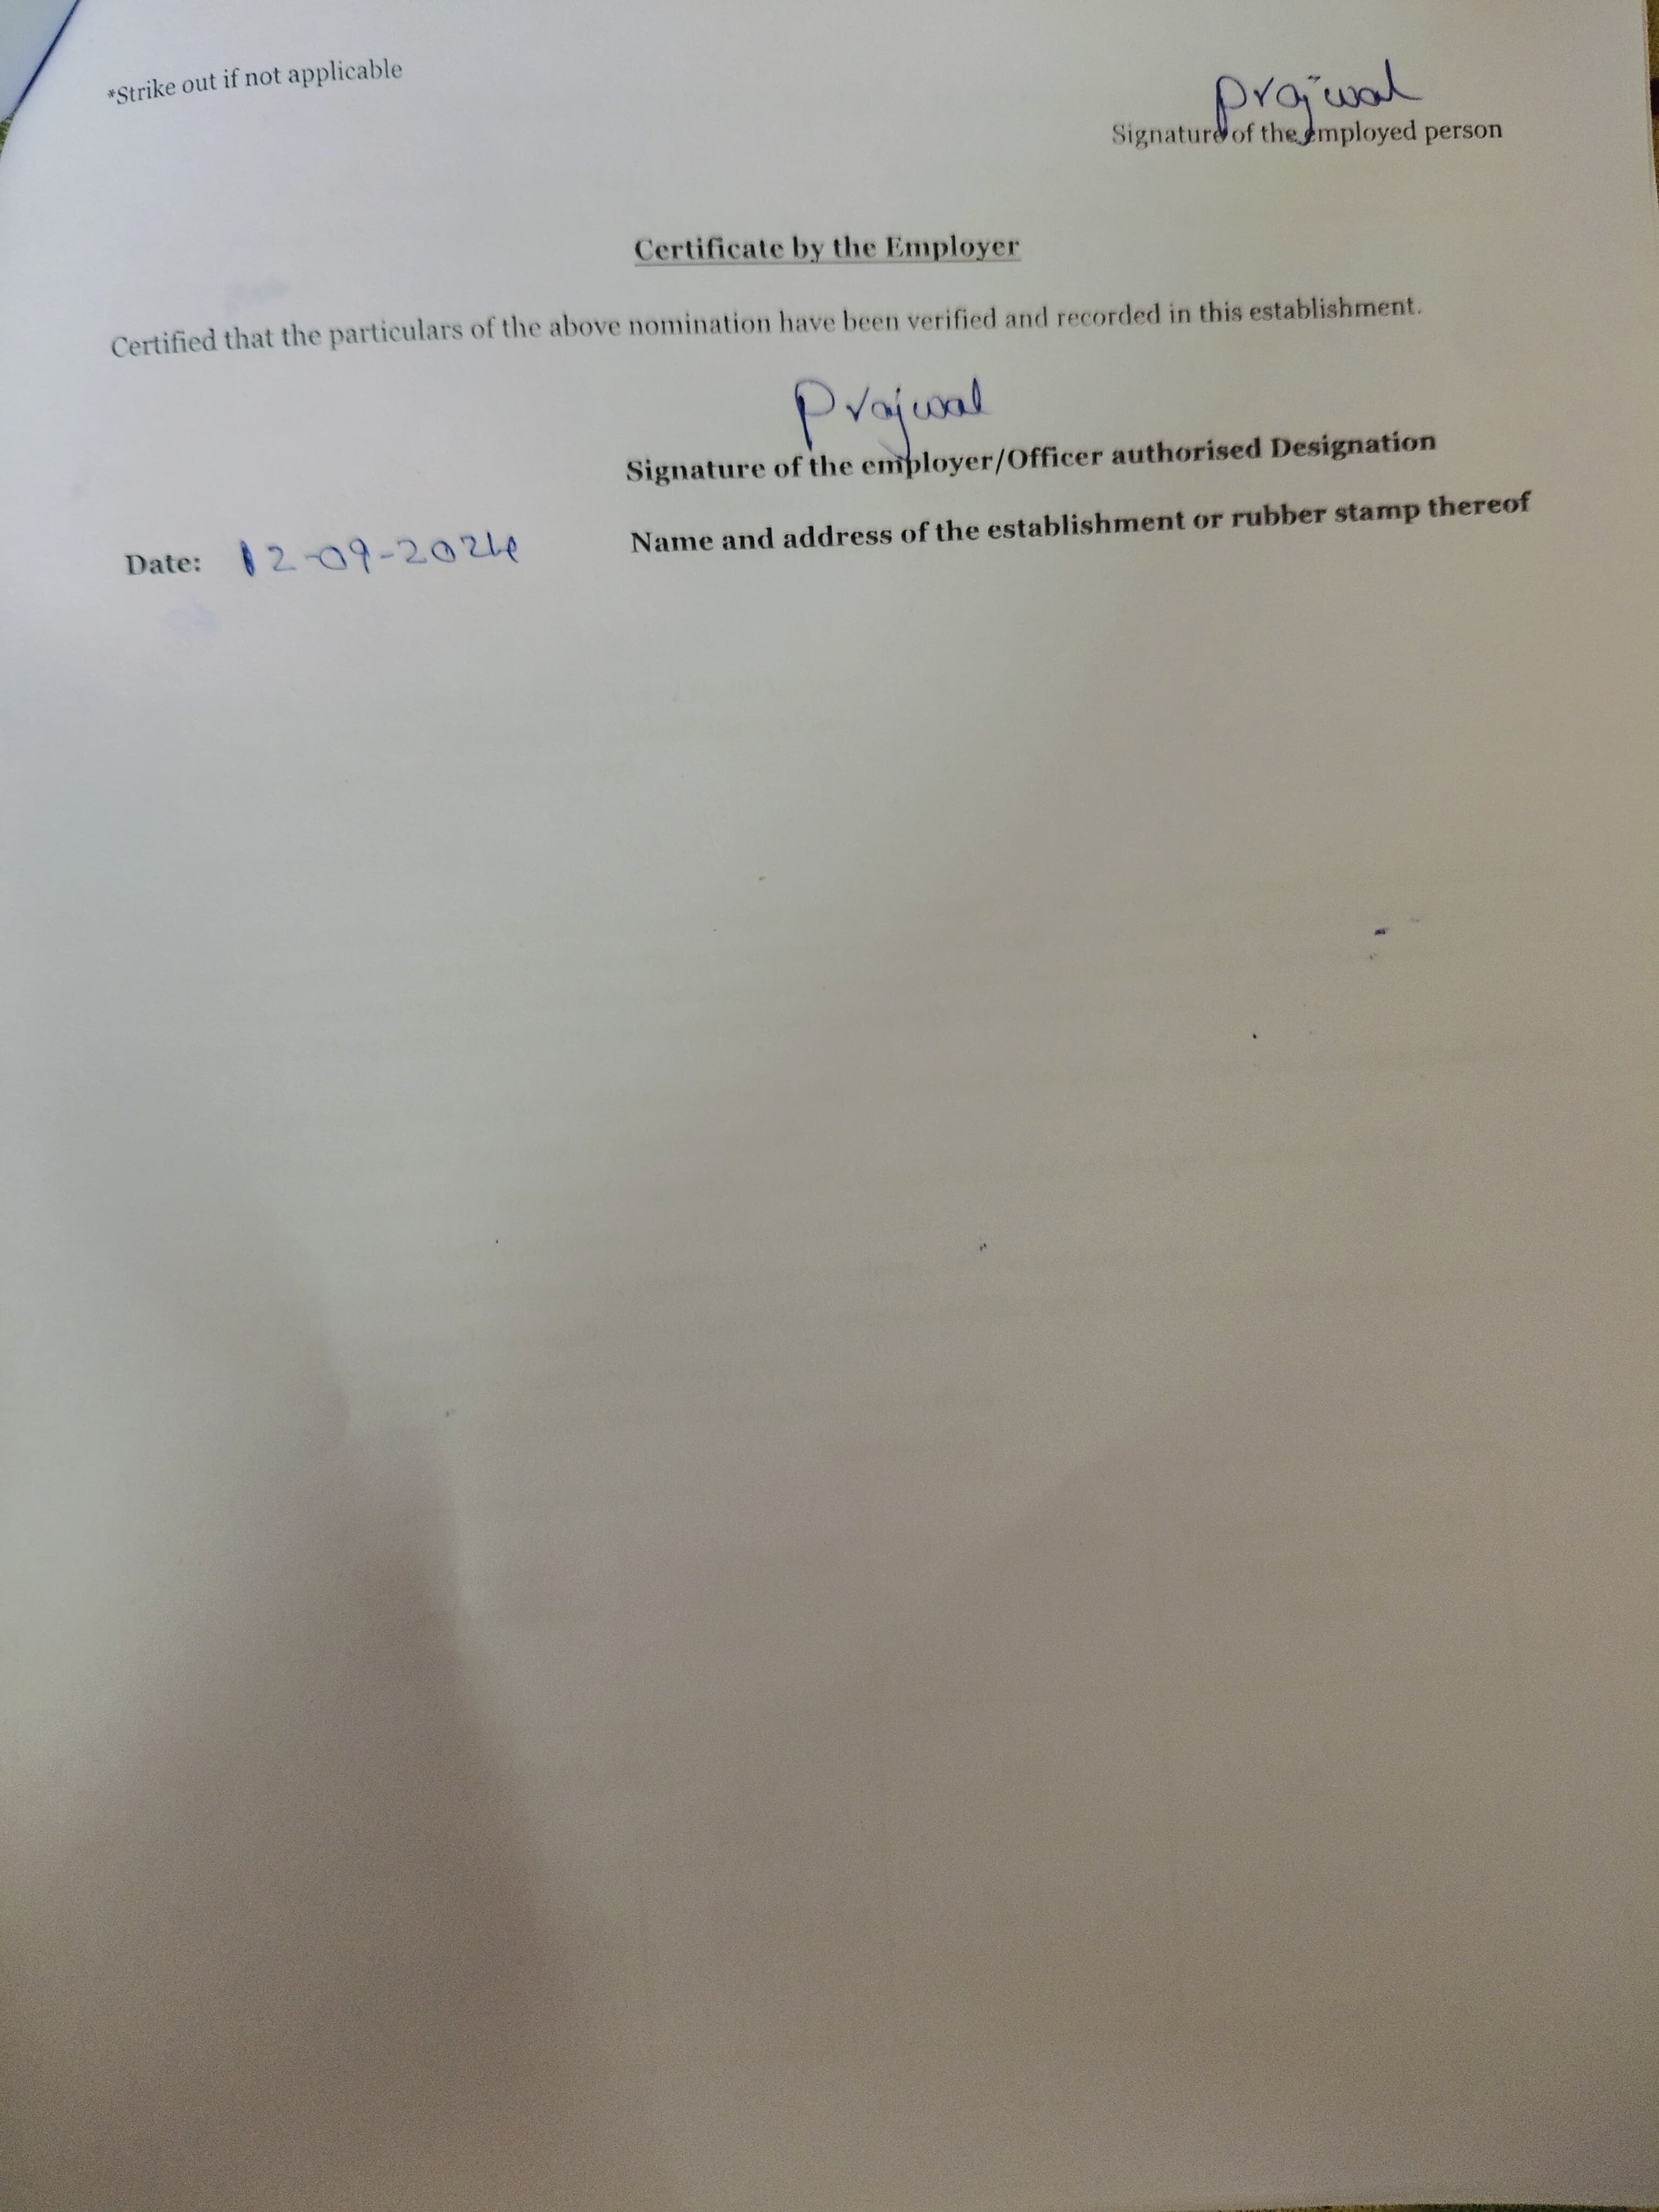 *Strike out if not applicable
Prajwal
Signature of the employed person
Certificate by the Employer
Certified that the particulars of the above nomination have been verified and recorded in this establishment.
Prajwal
Signature of the employer/Officer authorised Designation
Name and address of the establishment or rubber stamp thereof
Date: 12-09-2024